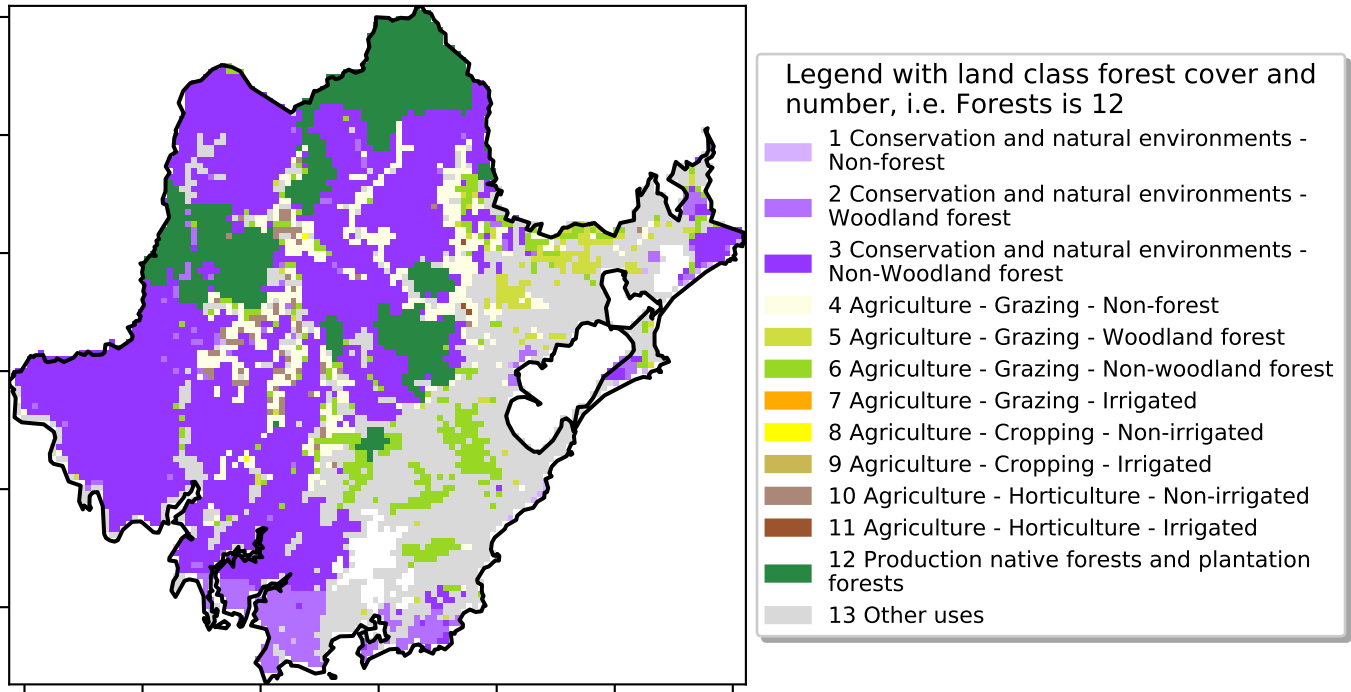 Legend with land class forest cover and
number, i.e. Forests is 12
1 Conservation and natural environments -
Non-forest
2 Conservation and natural environments -
Woodland forest
3 Conservation and natural environments -
Non-Woodland forest
4 Agriculture - Grazing - Non-forest
5 Agriculture - Grazing - Woodland forest
6 Agriculture - Grazing - Non-woodland forest
7 Agriculture - Grazing - Irrigated
8 Agriculture - Cropping - Non-irrigated
9 Agriculture - Cropping - Irrigated
10 Agriculture - Horticulture - Non-irrigated
11 Agriculture - Horticulture - Irrigated
12 Production native forests and plantation
forests
13 Other uses